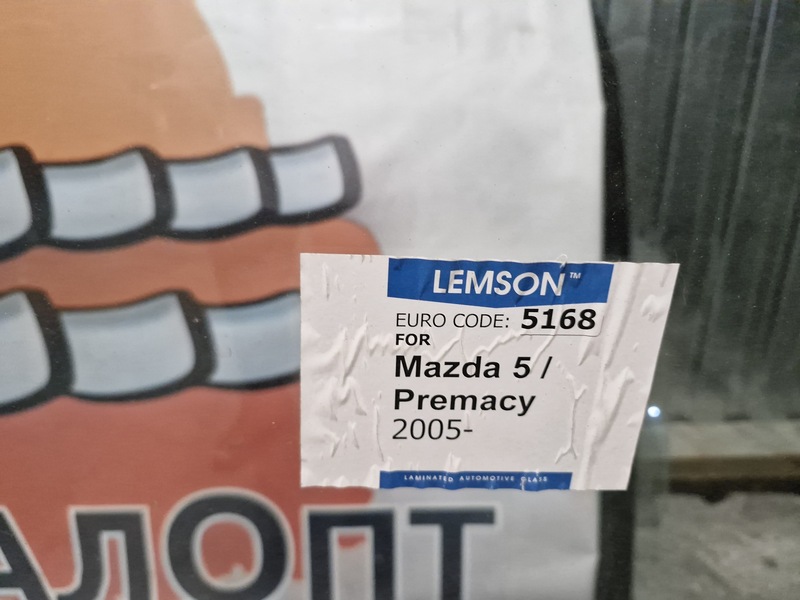 LEMSON™
EURO CODE: 5168
FOR
Mazda 5 /
Premacy
2005-
LAMINATED AUTOMOTIVE GLASS
АЛОПТ